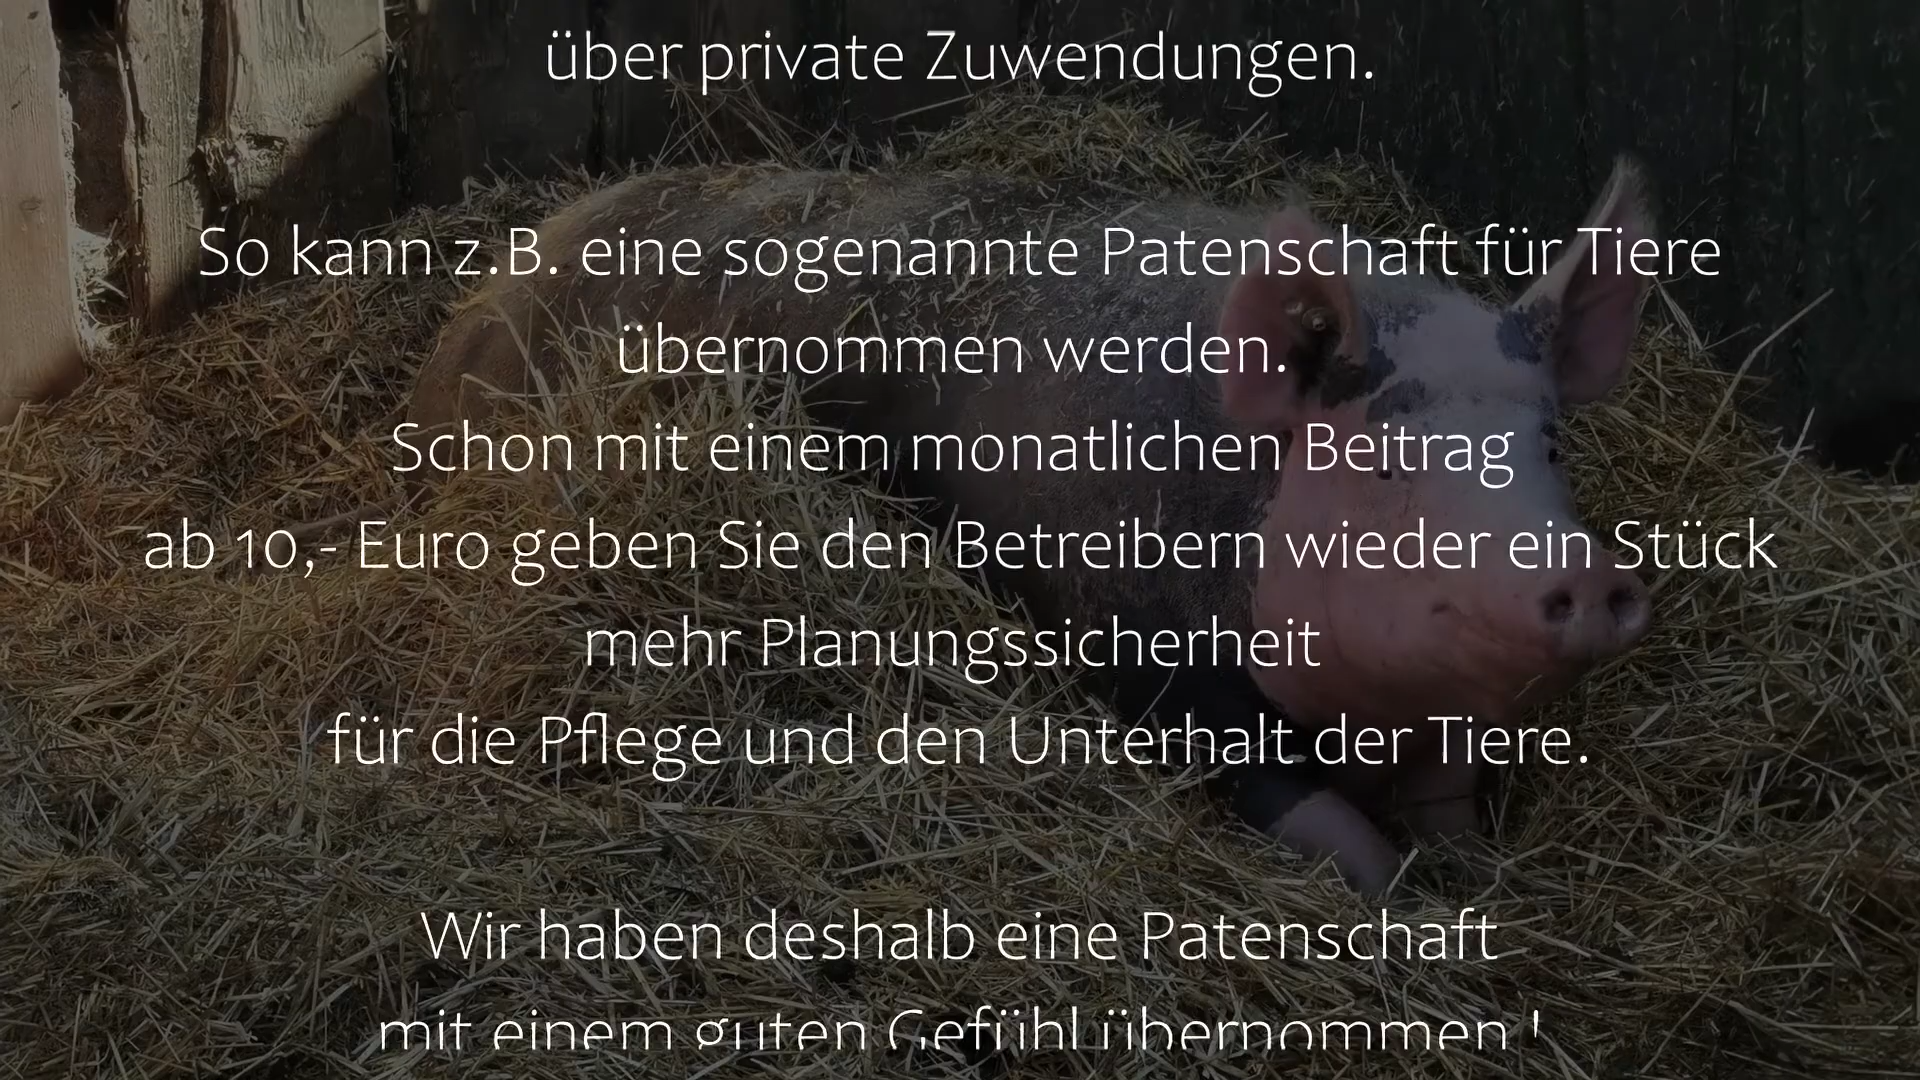 über private Zuwendungen.
So kann z.B. eine sogenannte Patenschaft für Tiere
übernommen werden.
Schon mit einem monatlichen Beitrag
ab 10,- Euro geben Sie den Betreibern wieder ein Stück
mehr Planungssicherheit
für die Pflege und den Unterhalt der Tiere.
Wir haben deshalb eine Patenschaft
mit einem guten Gefühl übernommen !